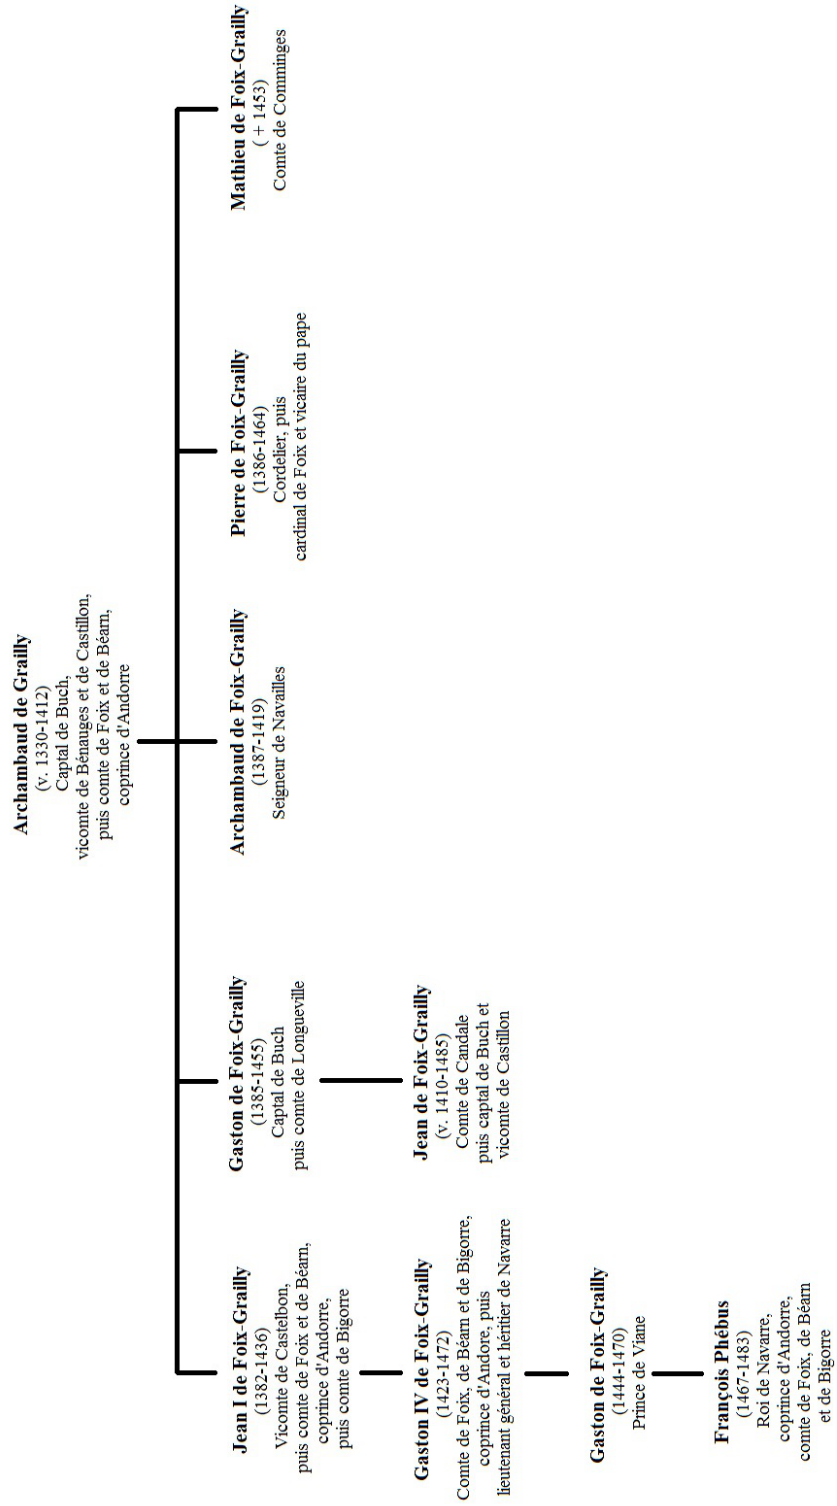 Archambaud de Grailly
(v. 1330-1412)
Captal de Buch,
vicomte de Bénauges et de Castillon,
puis comte de Foix et de Béarn,
coprince d'Andorre
Jean I de Foix-Grailly
(1382-1436)
Vicomte de Castelbon,
puis comte de Foix et de Béarn,
coprince d'Andorre,
puis comte de Bigorre
Gaston de Foix-Grailly
(1385-1455)
Captal de Buch
puis comte de Longueville
Archambaud de Foix-Grailly
(1387-1419)
Seigneur de Navailles
Pierre de Foix-Grailly
(1386-1464)
Cordelier, puis
cardinal de Foix et vicaire du pape
Mathieu de Foix-Grailly
( + 1453)
Comte de Comminges
Gaston IV de Foix-Grailly
(1423-1472)
Comte de Foix, de Béarn et de Bigorre,
coprince d'Andore, puis
lieutenant général et héritier de Navarre
Jean de Foix-Grailly
(v. 1410-1485)
Comte de Candale
puis captal de Buch et
vicomte de Castillon
Gaston de Foix-Grailly
(1444-1470)
Prince de Viane
François Phébus
(1467-1483)
Roi de Navarre,
coprince d'Andorre,
comte de Foix, de Béarn
et de Bigorre